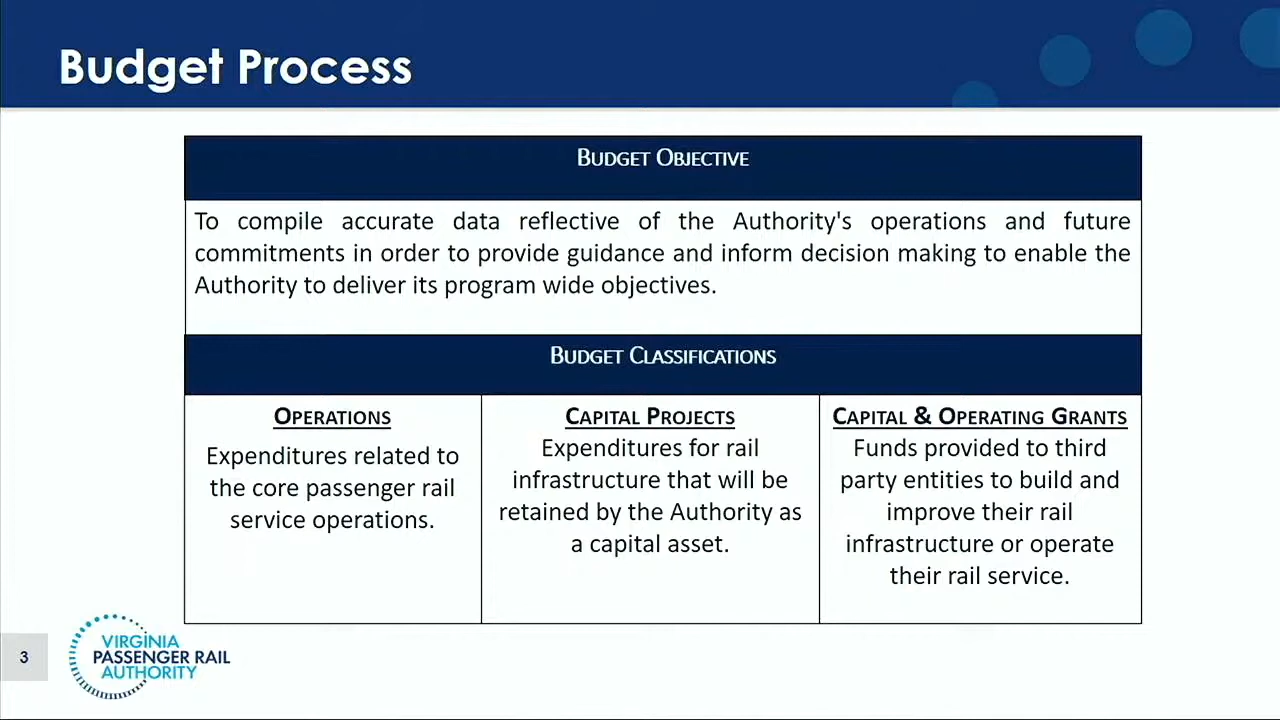 Budget Process
BUDGET OBJECTIVE
To compile accurate data reflective of the Authority's operations and future
commitments in order to provide guidance and inform decision making to enable the
Authority to deliver its program wide objectives.
BUDGET CLASSIFICATIONS
OPERATIONS
Expenditures related to
the core passenger rail
service operations.
CAPITAL PROJECTS
Expenditures for rail
infrastructure that will be
retained by the Authority as
a capital asset.
CAPITAL & OPERATING GRANTS
Funds provided to third
party entities to build and
improve their rail
infrastructure or operate
their rail service.
3
VIRGINIA
PASSENGER RAIL
AUTHORITY